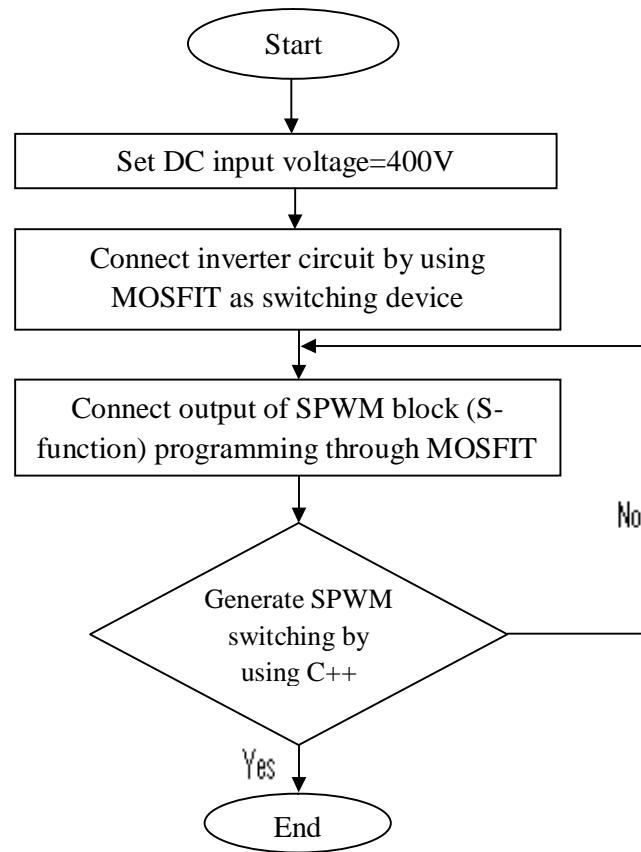 Start
Set DC input voltage=400V
Connect inverter circuit by using
MOSFIT as switching device
Connect output of SPWM block (S-
function) programming through MOSFIT
No
Generate SPWM
switching by
using C++
Yes
End